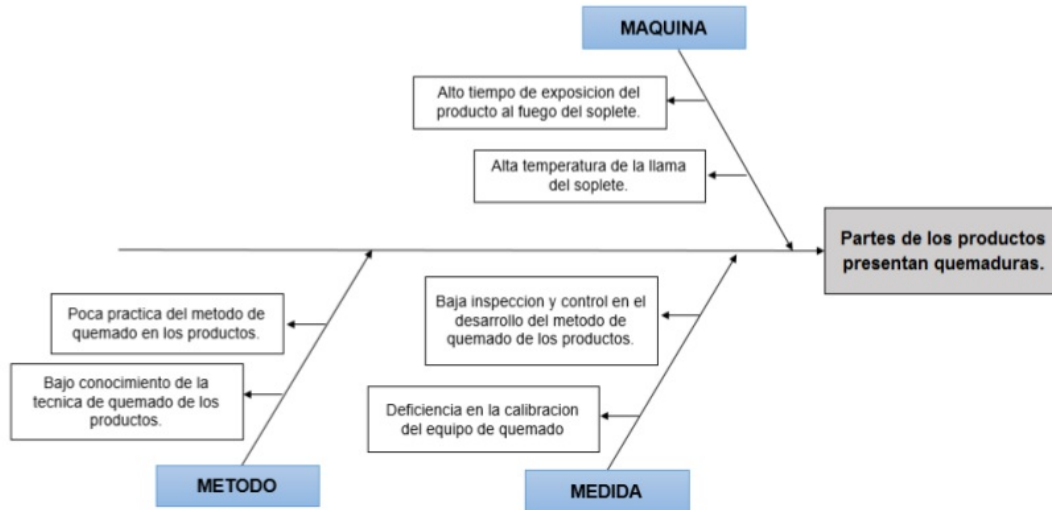 MAQUINA
Alto tiempo de exposicion del
producto al fuego del soplete.
Alta temperatura de la llama
del soplete.
Partes de los productos
presentan quemaduras.
Poca practica del metodo de
quemado en los productos.
Bajo conocimiento de la
tecnica de quemado de los
productos.
METODO
Baja inspeccion y control en el
desarrollo del metodo de
quemado de los productos.
Deficiencia en la calibracion
del equipo de quemado
MEDIDA